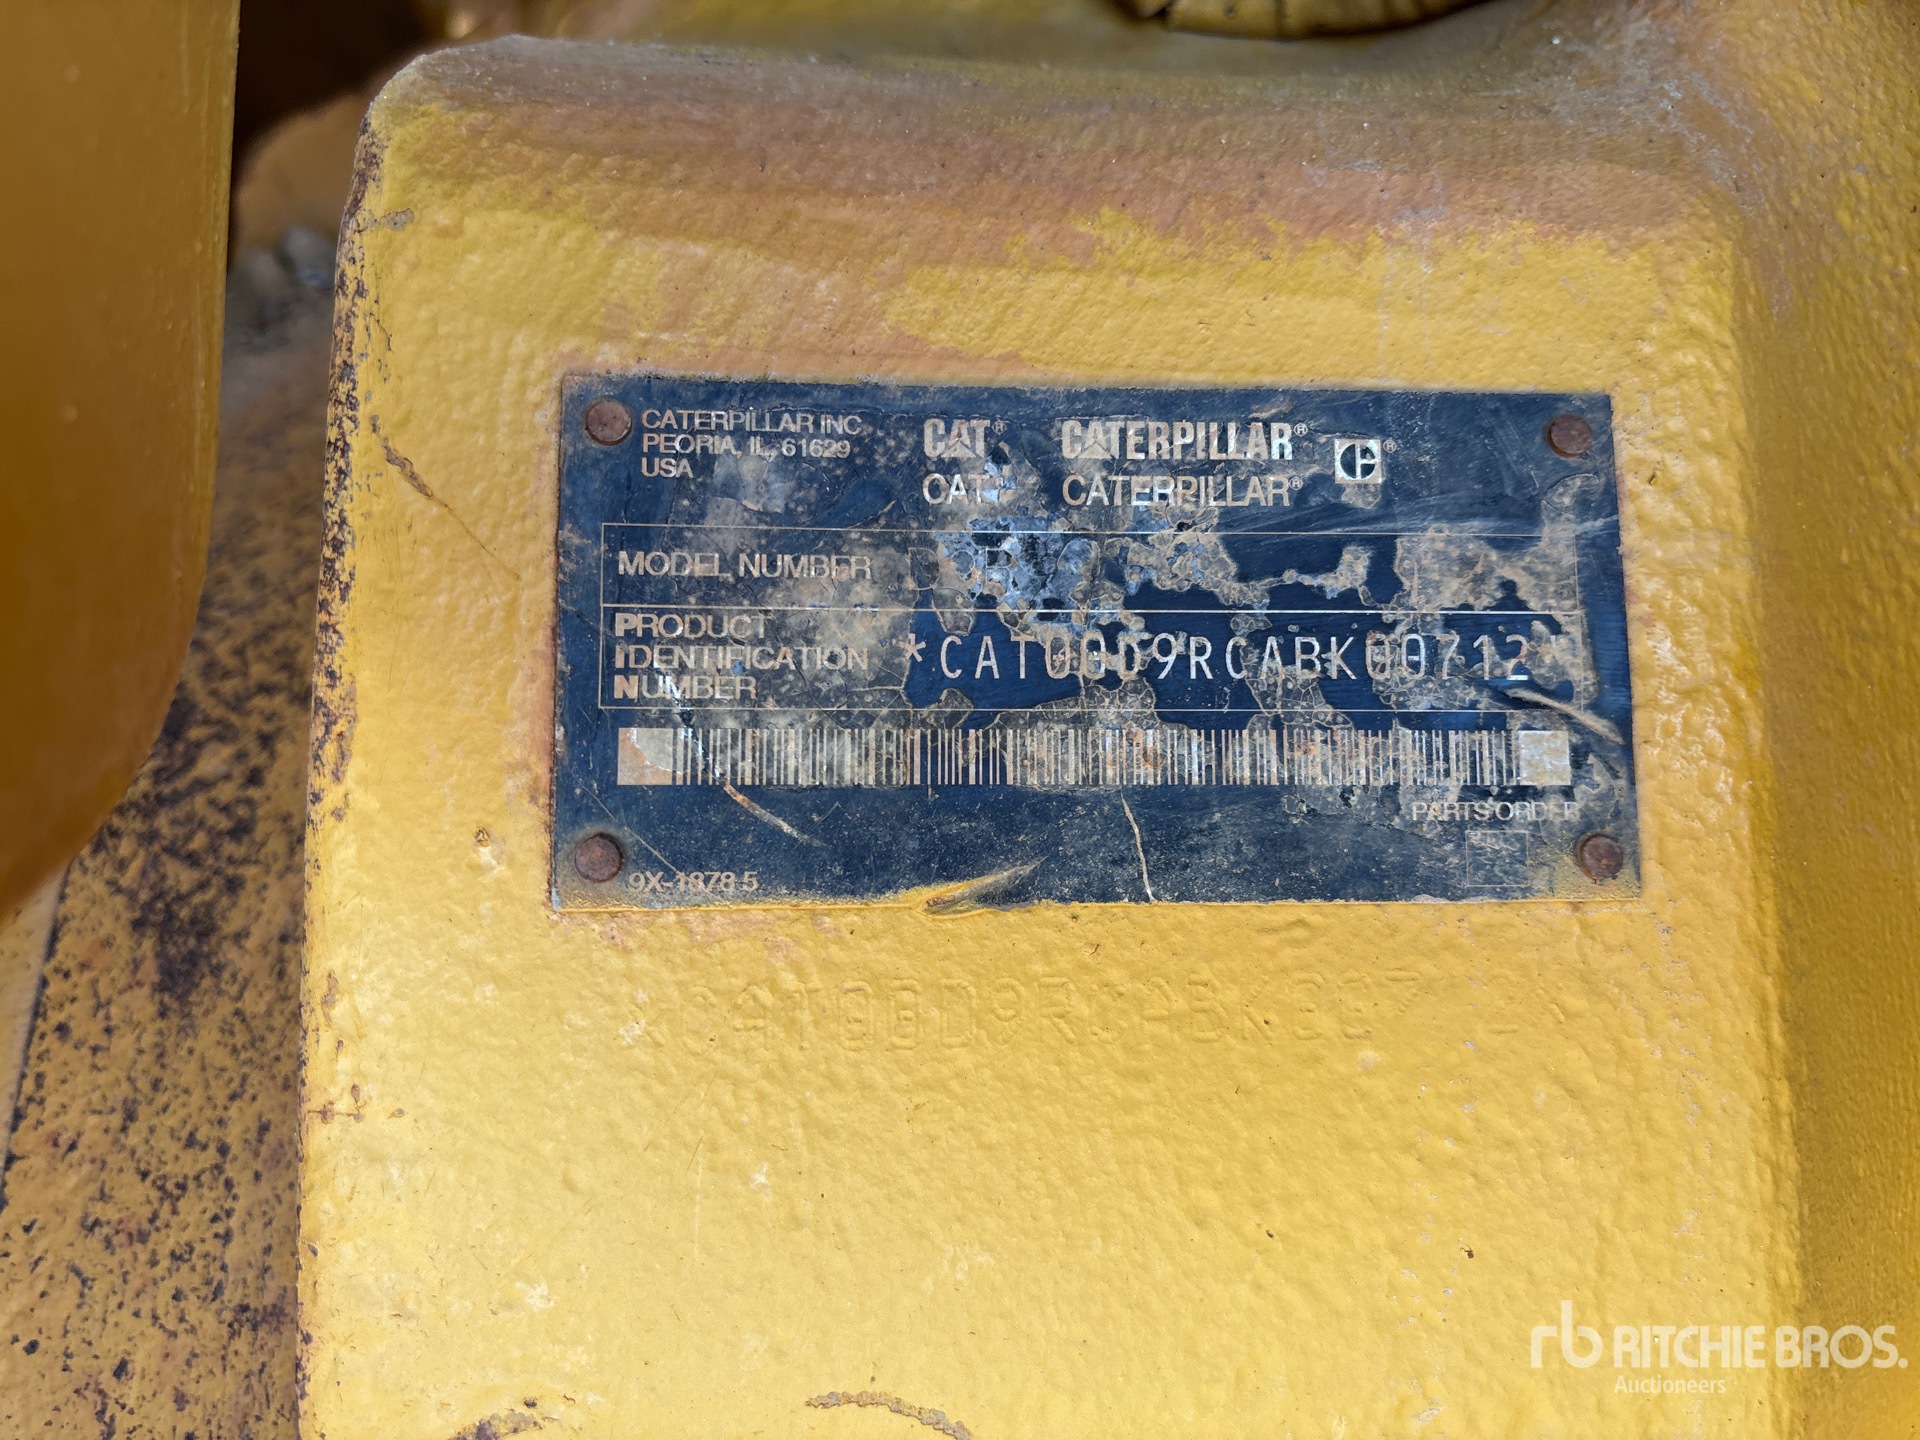 CATERPILLAR INC.
PEORIA, IL, 61629
USA
CAT® CATERPILLAR® ®
CAT® CATERPILLAR®
MODEL NUMBER
PRODUCT
IDENTIFICATION
NUMBER
*CAT00D9RCABK00712*
PARTS ORDER
9X-1878 5
*CAT00D9RCABK00712*
rb RITCHIE BROS.
Auctioneers